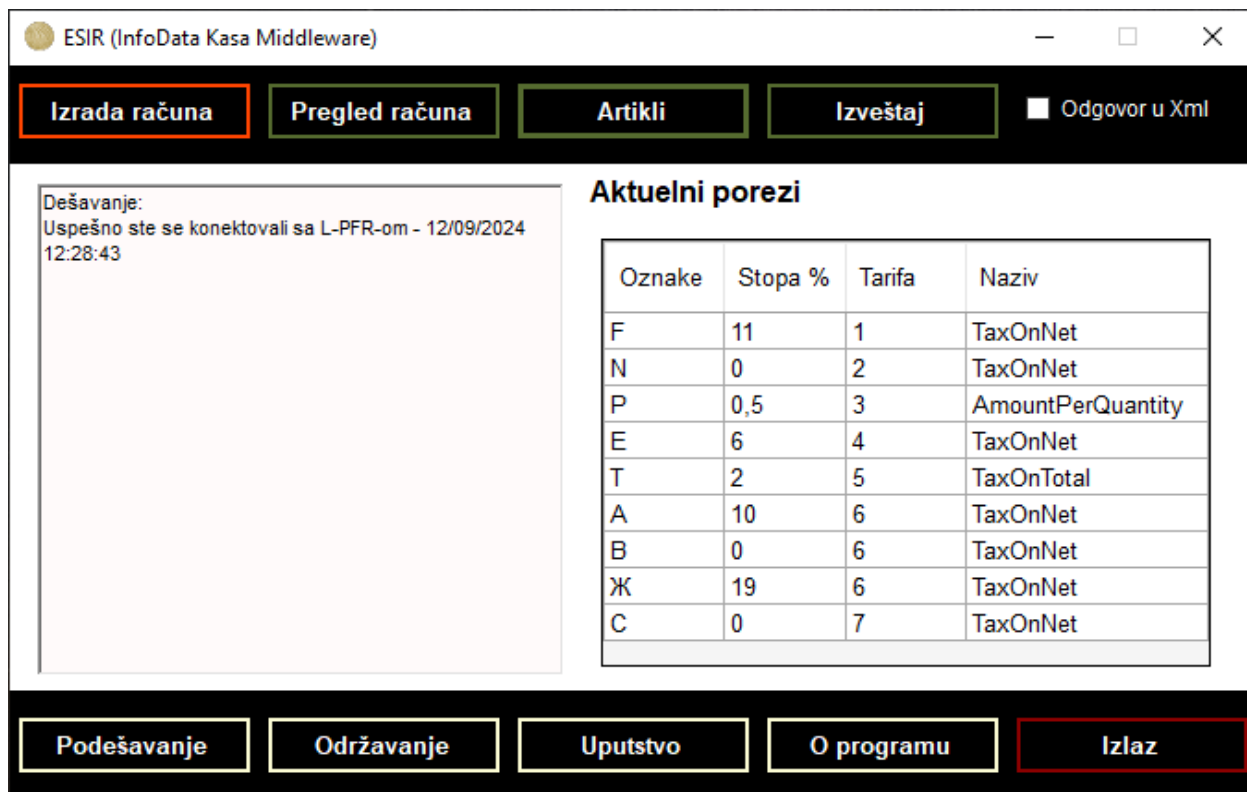 ESIR (InfoData Kasa Middleware)
Izrada računa Pregled računa Artikli Izveštaj Odgovor u Xml
Dešavanje:
Uspešno ste se konektovali sa L-PFR-om - 12/09/2024
12:28:43
Aktuelni porezi
Oznake Stopa % Tarifa Naziv
F 11 1 TaxOnNet
N 0 2 TaxOnNet
P 0,5 3 AmountPerQuantity
E 6 4 TaxOnNet
T 2 5 TaxOnTotal
A 10 6 TaxOnNet
B 0 6 TaxOnNet
Ж 19 6 TaxOnNet
C 0 7 TaxOnNet
Podešavanje Održavanje Uputstvo O programu Izlaz